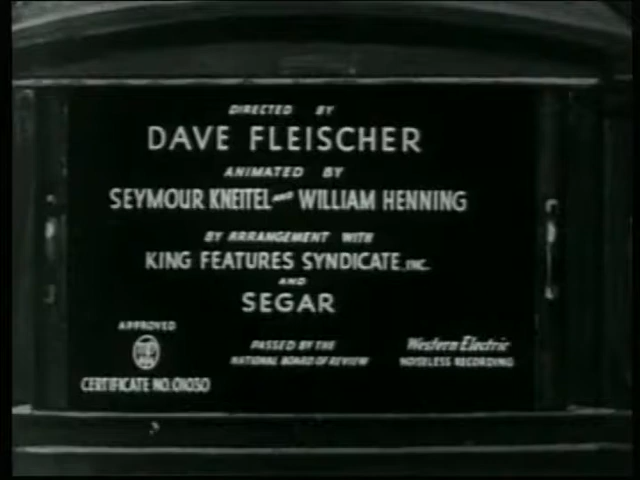 DIRECTED BY
DAVE FLEISCHER
ANIMATED BY
SEYMOUR KNEITEL and WILLIAM HENNING
BY ARRANGEMENT WITH
KING FEATURES SYNDICATE, INC.
AND
SEGAR
APPROVED
CERTIFICATE NO. 01030
PASSED BY THE
NATIONAL BOARD OF REVIEW
Western Electric
NOISELESS RECORDING